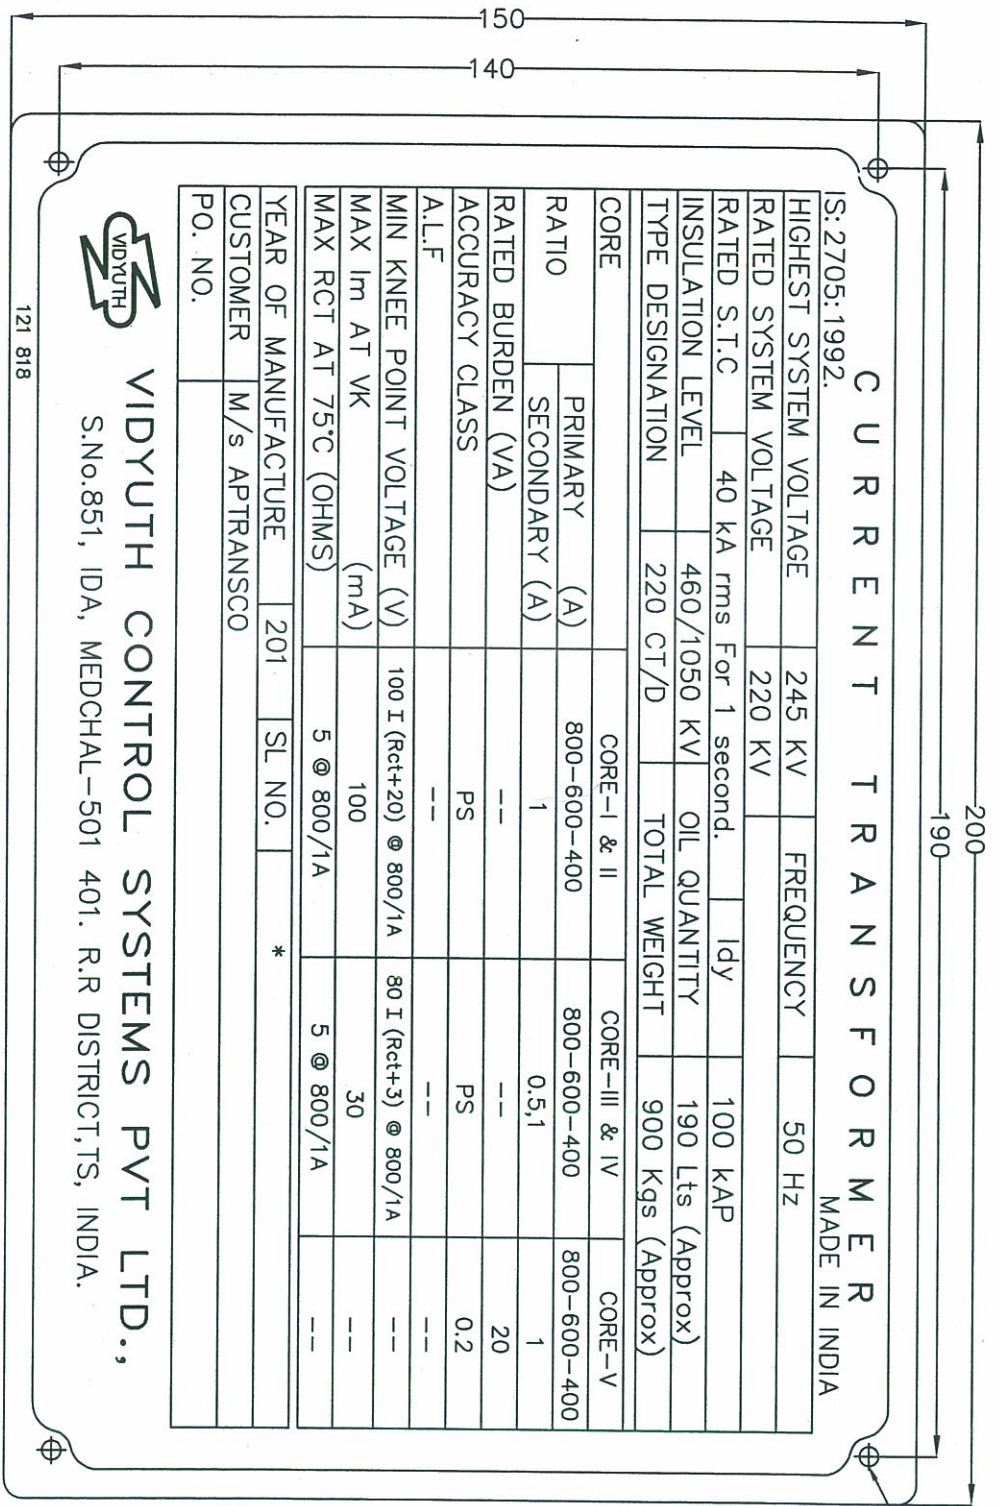 200
190
150
140
CURRENT TRANSFORMER
IS:2705:1992. MADE IN INDIA
HIGHEST SYSTEM VOLTAGE 245 KV FREQUENCY 50 Hz
RATED SYSTEM VOLTAGE 220 KV
RATED S.T.C 40 kA rms For 1 second. Idy 100 kAP
INSULATION LEVEL 460/1050 KV OIL QUANTITY 190 Lts (Approx)
TYPE DESIGNATION 220 CT/D TOTAL WEIGHT 900 Kgs (Approx)
CORE CORE-I & II CORE-III & IV CORE-V
RATIO PRIMARY (A) 800-600-400 800-600-400 800-600-400
SECONDARY (A) 1 0.5,1 1
RATED BURDEN (VA) -- -- 20
ACCURACY CLASS PS PS 0.2
A.L.F -- -- --
MIN KNEE POINT VOLTAGE (V) 100 I (Rct+20) @ 800/1A 80 I (Rct+3) @ 800/1A --
MAX Im AT VK (mA) 100 30 --
MAX RCT AT 75°C (OHMS) 5 @ 800/1A 5 @ 800/1A --
YEAR OF MANUFACTURE 201 SL NO. *
CUSTOMER M/s APTRANSCO
PO. NO.
VIDYUTH
VIDYUTH CONTROL SYSTEMS PVT LTD.,
S.No.851, IDA, MEDCHAL-501 401. R.R DISTRICT,TS, INDIA.
121 818